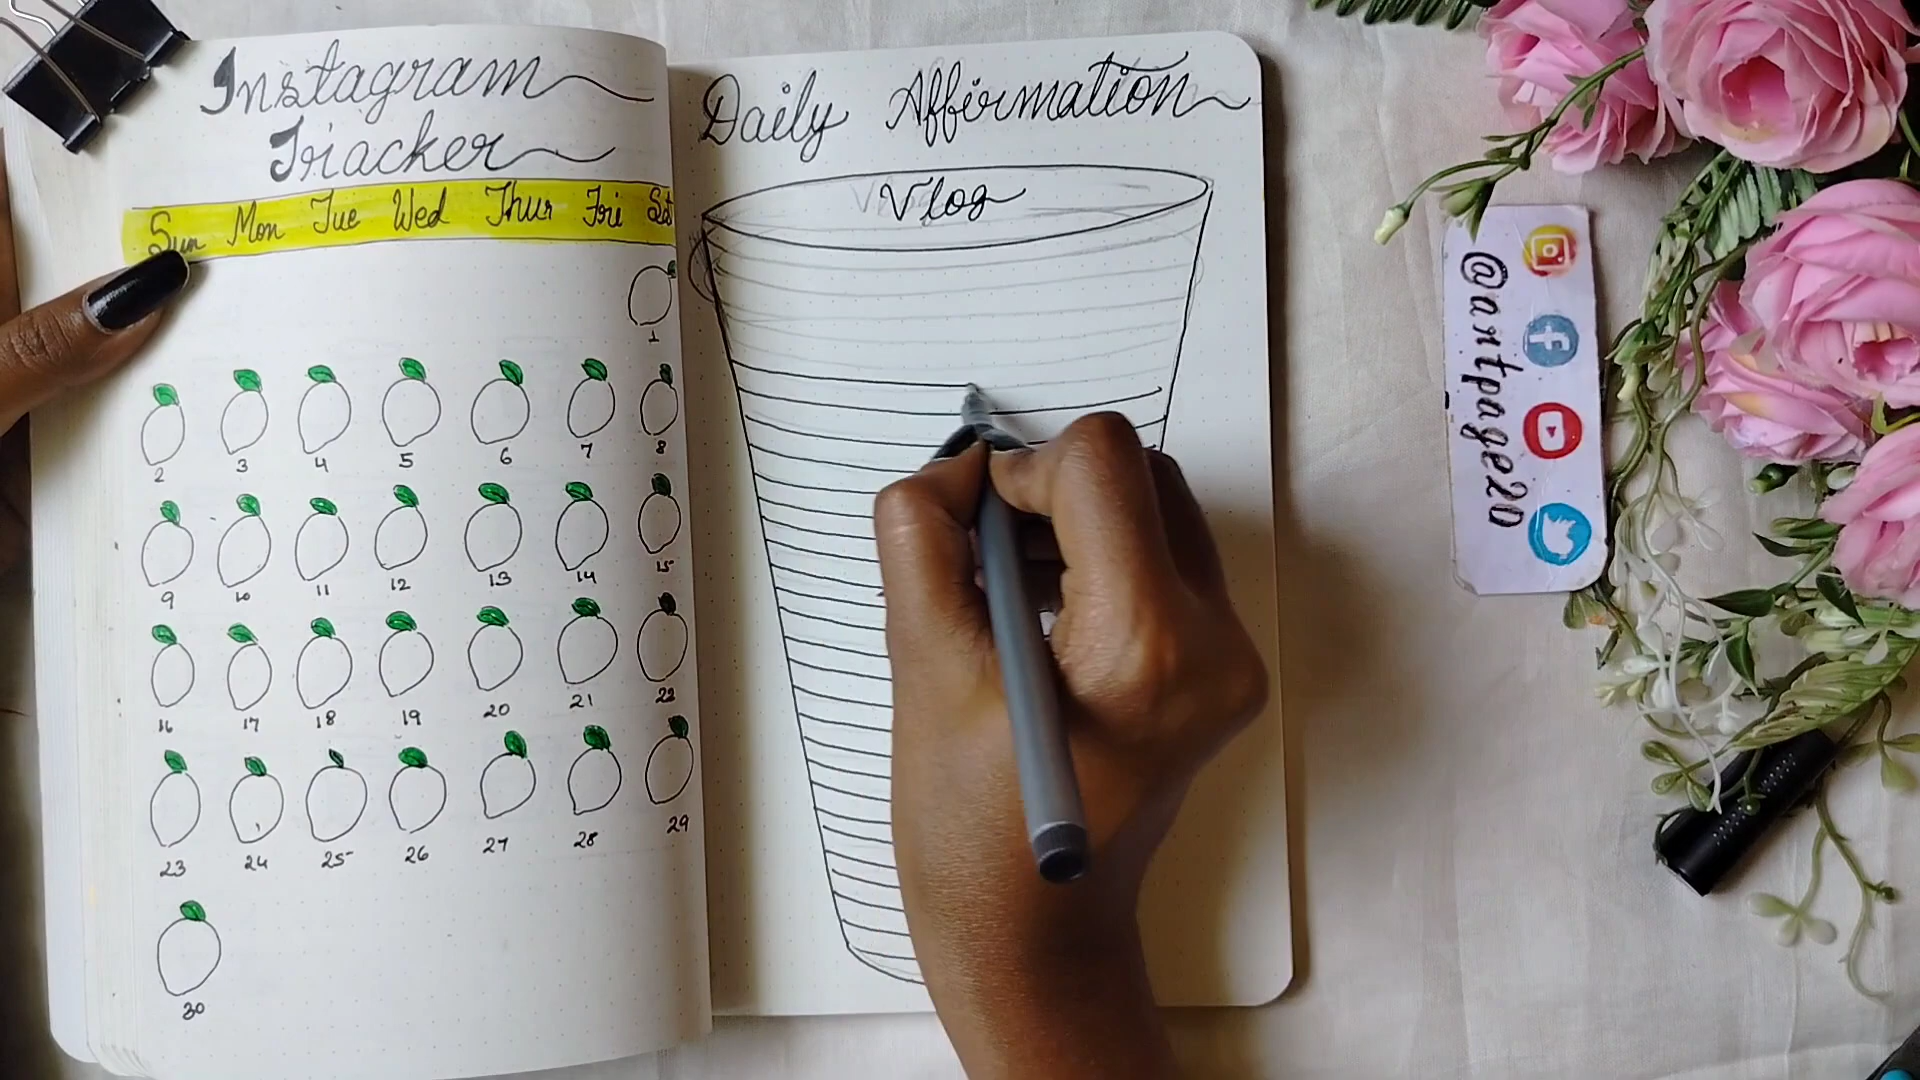 Instagram
Tracker
Sun Mon Tue Wed Thur Fri Sat
1
2 3 4 5 6 7 8
9 10 11 12 13 14 15
16 17 18 19 20 21 22
23 24 25 26 27 28 29
30
Daily Affirmation
Vlog
@artpage20